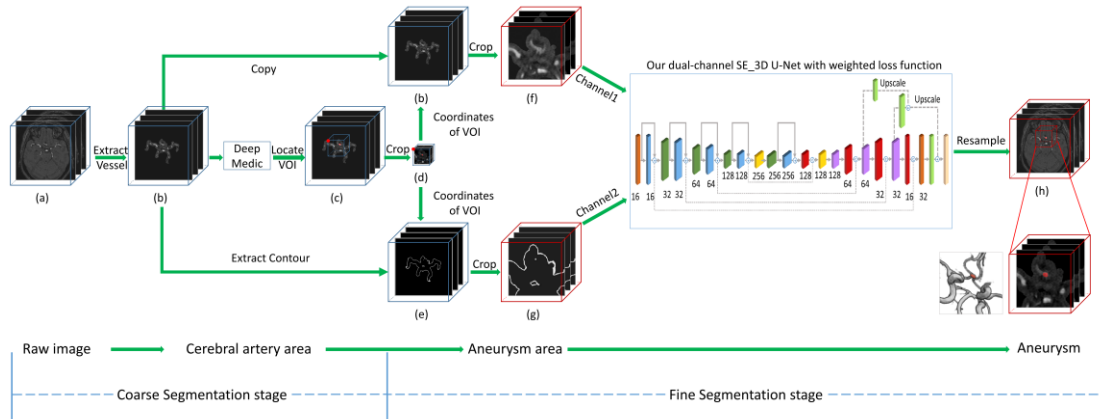 Our dual-channel SE_3D U-Net with weighted loss function
Copy
Crop
(b)
(f)
Channel1
Coordinates
of VOI
Extract
Vessel
Deep
Medic
Locate
VOI
Crop
(a)
(b)
(c)
(d)
Coordinates
of VOI
Extract Contour
Crop
(e)
(g)
Channel2
Upscale
Upscale
16
16
32
32
64
64
128
128
256
256
128
128
128
64
64
32
32
16
32
Resample
(h)
Raw image
Cerebral artery area
Aneurysm area
Aneurysm
Coarse Segmentation stage
Fine Segmentation stage